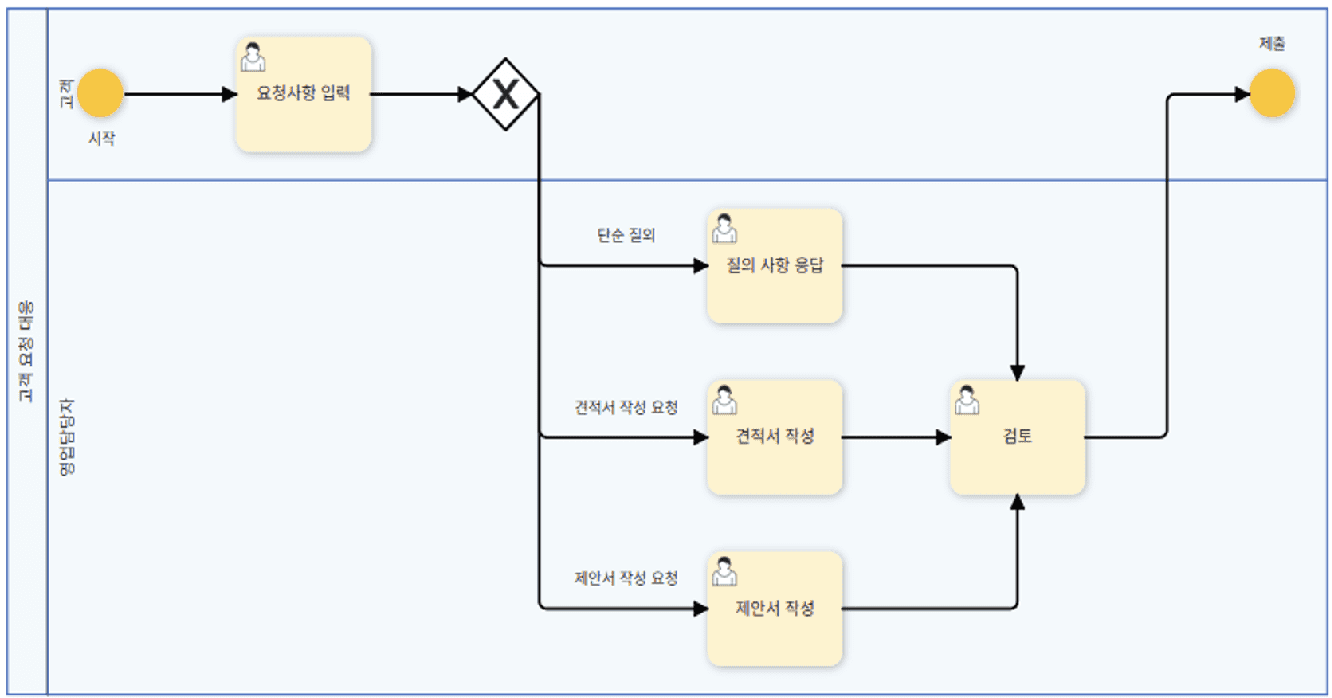 고객 요청 대응
고객
시작
요청사항 입력
X
제출
영업담당자
단순 질의
질의 사항 응답
견적서 작성 요청
견적서 작성
검토
제안서 작성 요청
제안서 작성